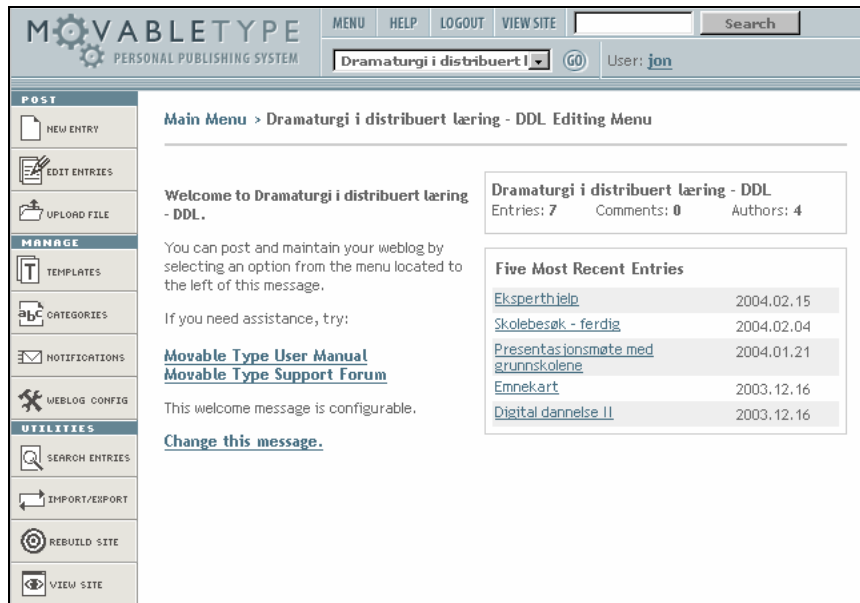 MOVABLETYPE
PERSONAL PUBLISHING SYSTEM
MENU HELP LOGOUT VIEW SITE Search
Dramaturgi i distribuert l GO User: jon
POST
NEW ENTRY
EDIT ENTRIES
UPLOAD FILE
MANAGE
TEMPLATES
CATEGORIES
NOTIFICATIONS
WEBLOG CONFIG
UTILITIES
SEARCH ENTRIES
IMPORT/EXPORT
REBUILD SITE
VIEW SITE
Main Menu > Dramaturgi i distribuert læring - DDL Editing Menu
Welcome to Dramaturgi i distribuert læring
- DDL.
You can post and maintain your weblog by
selecting an option from the menu located to
the left of this message.
If you need assistance, try:
Movable Type User Manual
Movable Type Support Forum
This welcome message is configurable.
Change this message.
Dramaturgi i distribuert læring - DDL
Entries: 7 Comments: 0 Authors: 4
Five Most Recent Entries
Eksperthjelp 2004.02.15
Skolebesøk - ferdig 2004.02.04
Presentasjonsmøte med 2004.01.21
grunnskolene
Emnekart 2003.12.16
Digital dannelse II 2003.12.16